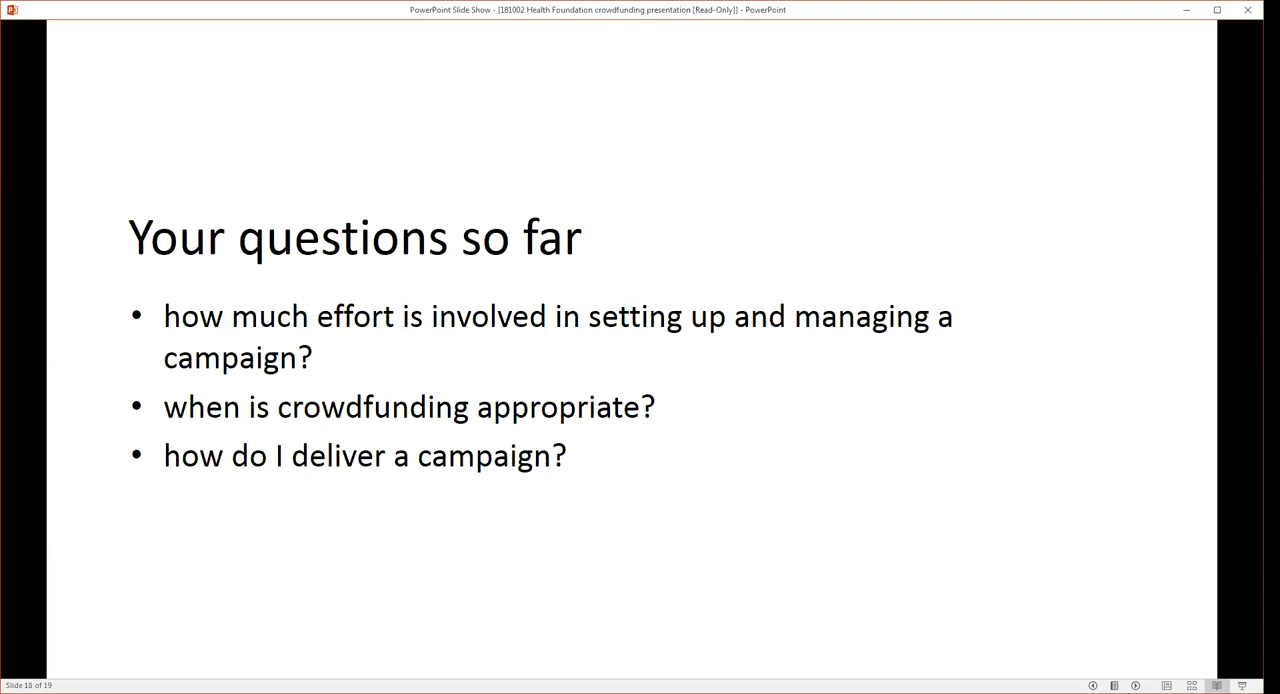 PowerPoint Slide Show - [181002 Health Foundation crowdfunding presentation [Read-Only]] - PowerPoint
Your questions so far
• how much effort is involved in setting up and managing a
campaign?
• when is crowdfunding appropriate?
• how do I deliver a campaign?
Slide 18 of 19